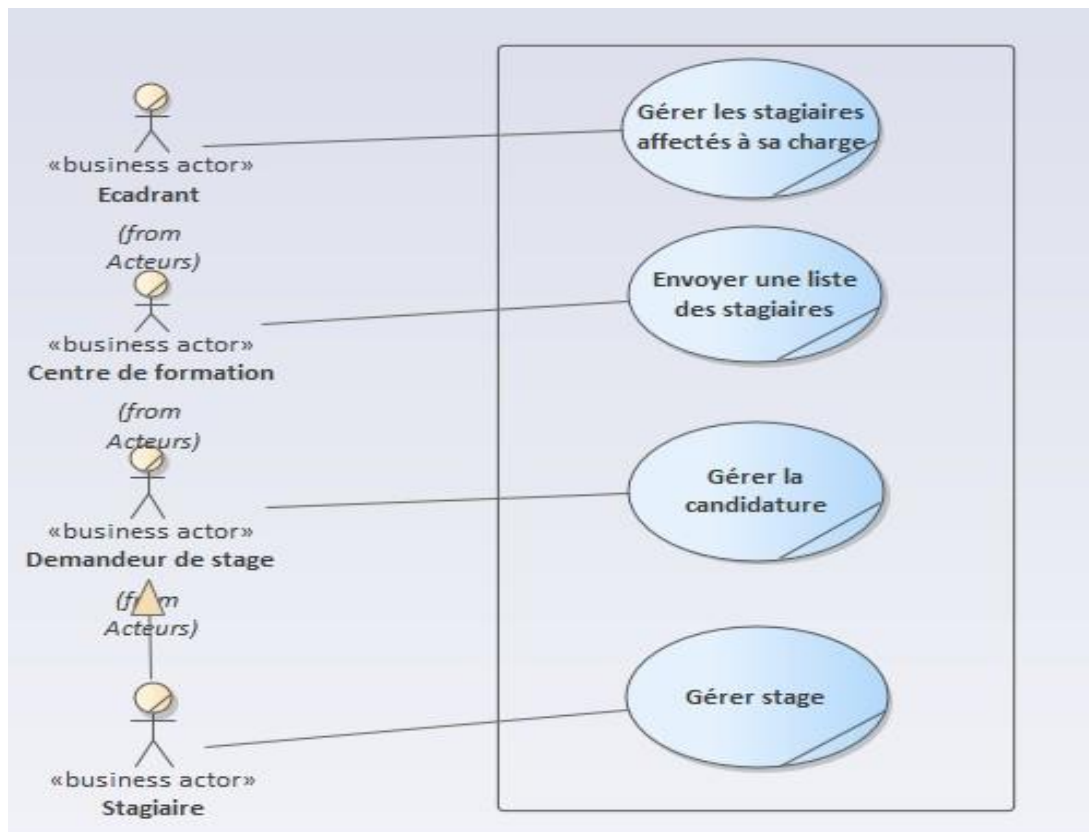 «business actor»
Ecadrant
(from
Acteurs)
«business actor»
Centre de formation
(from
Acteurs)
«business actor»
Demandeur de stage
(from
Acteurs)
«business actor»
Stagiaire
Gérer les stagiaires
affectés à sa charge
Envoyer une liste
des stagiaires
Gérer la
candidature
Gérer stage